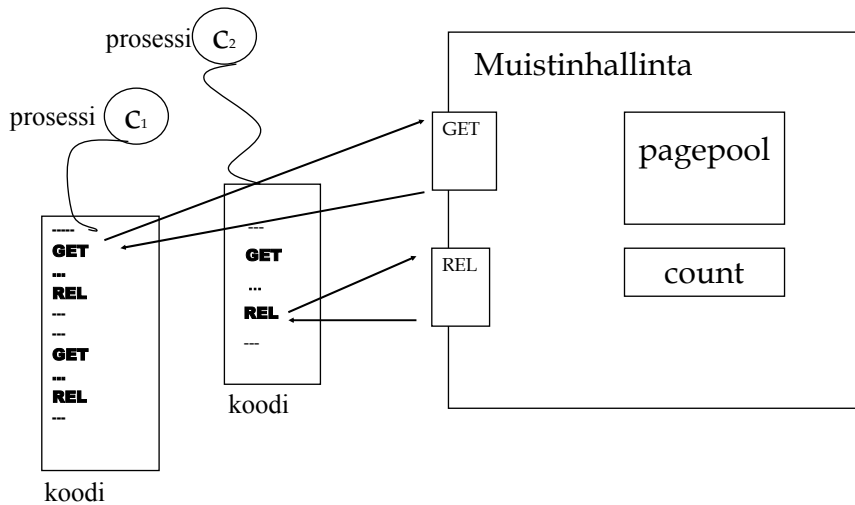 prosessi c₂
prosessi c₁
Muistinhallinta
GET
pagepool
REL
count
-----
GET
...
REL
---
---
GET
...
REL
---
koodi
---
GET
...
REL
---
koodi